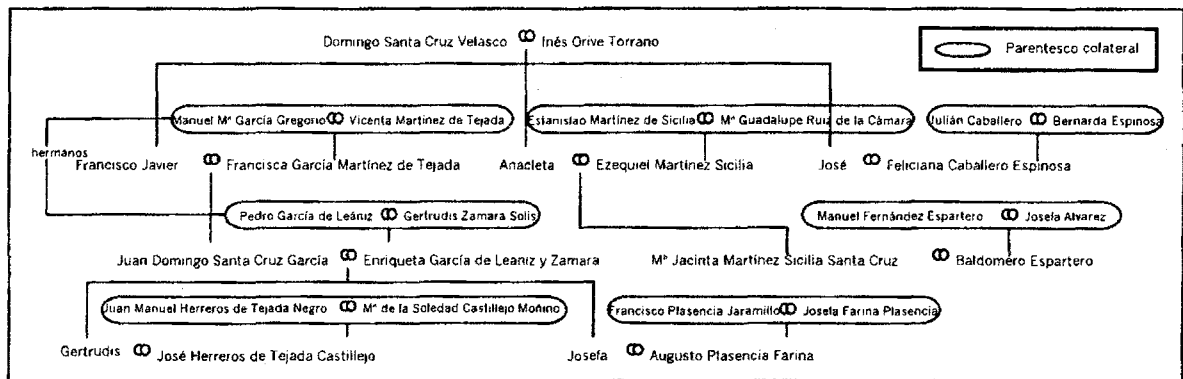 Domingo Santa Cruz Velasco Inés Orive Torrano
Parentesco colateral
Manuel Mª García Gregorio Vicenta Martínez de Tejada Estanislao Martínez de Sicilia Mª Guadalupe Ruiz de la Cámara Julián Caballero Bernarda Espinosa
hermanos
Francisco Javier Francisca García Martínez de Tejada Anacleta Ezequiel Martínez Sicilia José Feliciana Caballero Espinosa
Pedro García de Leániz Gertrudis Zamara Solis Manuel Fernández Espartero Josefa Alvarez
Juan Domingo Santa Cruz García Enriqueta García de Leaniz y Zamara Mª Jacinta Martínez Sicilia Santa Cruz Baldomero Espartero
Juan Manuel Herreros de Tejada Negro Mª de la Soledad Castillejo Moñino Francisco Plasencia Jaramillo Josefa Farina Plasencia
Gertrudis José Herreros de Tejada Castillejo Josefa Augusto Plasencia Farina